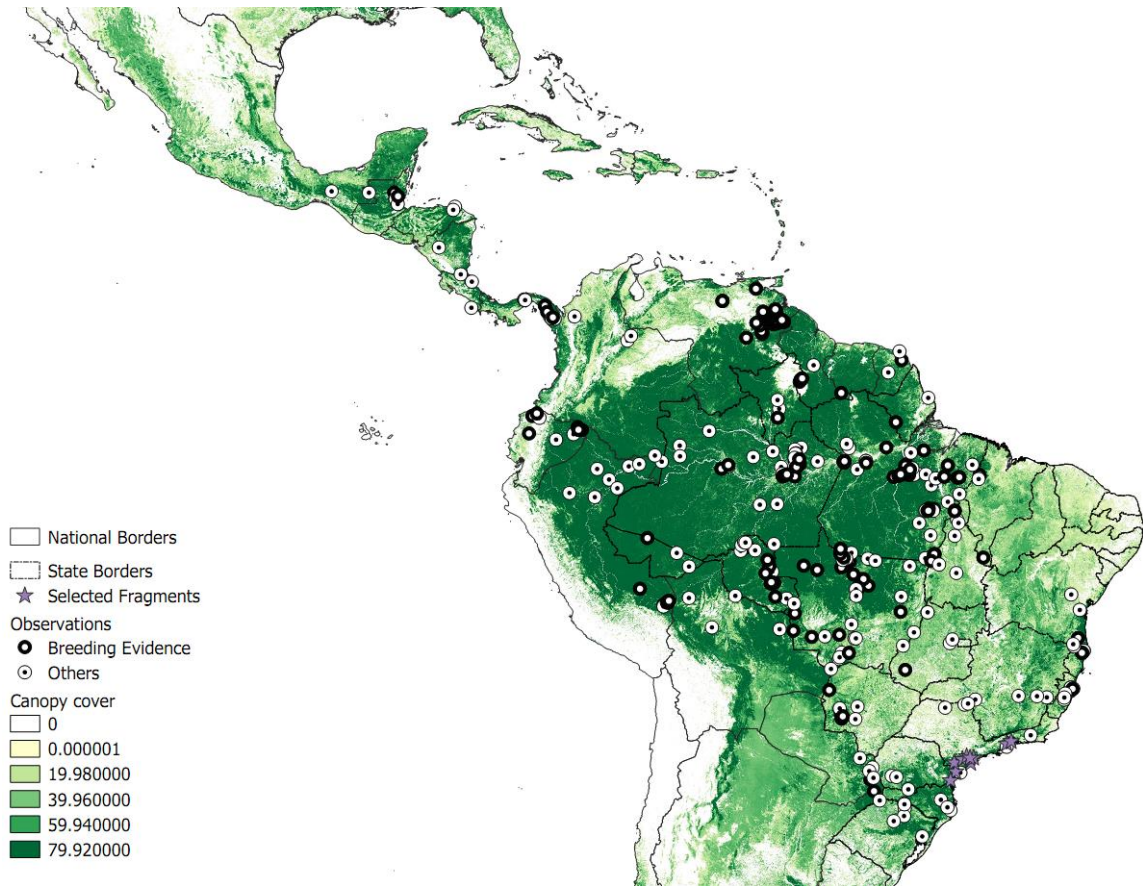 National Borders
State Borders
Selected Fragments
Observations
Breeding Evidence
Others
Canopy cover
0
0.000001
19.980000
39.960000
59.940000
79.920000